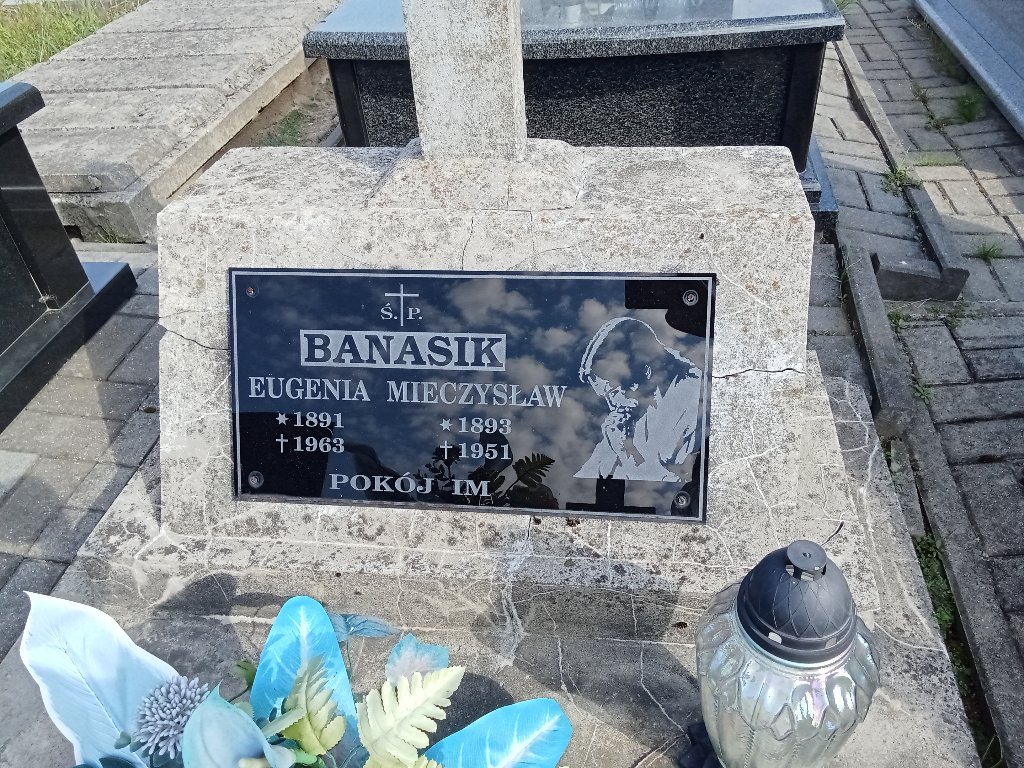 Ś. P.
BANASIK
EUGENIA MIECZYSŁAW
★1891 ★1893
†1963 †1951
POKÓJ IM